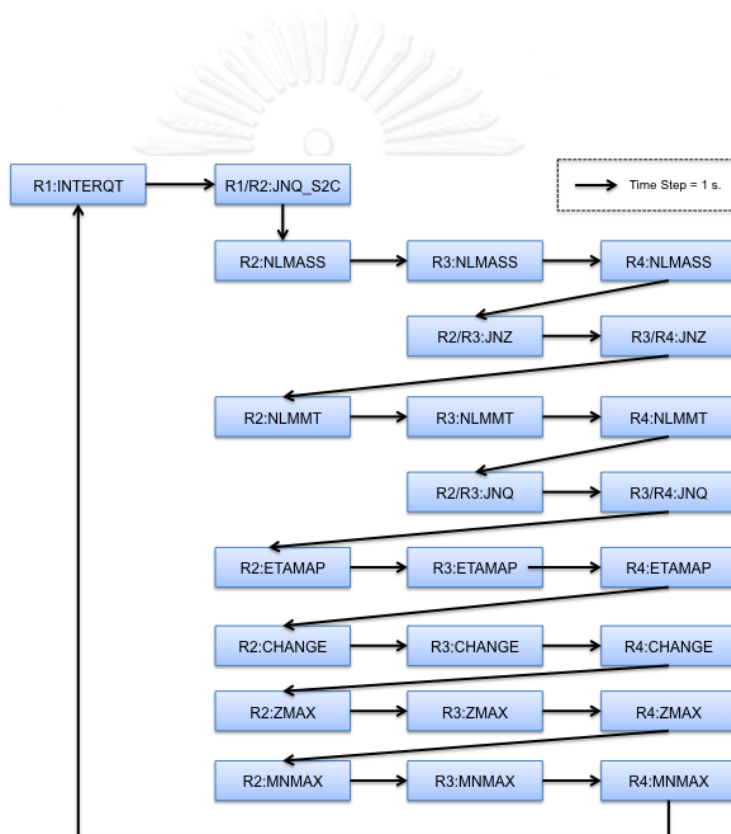 R1:INTERQT
R1/R2:JNQ_S2C
Time Step = 1 s.
R2:NLMASS
R3:NLMASS
R4:NLMASS
R2/R3:JNZ
R3/R4:JNZ
R2:NLMMT
R3:NLMMT
R4:NLMMT
R2/R3:JNQ
R3/R4:JNQ
R2:ETAMAP
R3:ETAMAP
R4:ETAMAP
R2:CHANGE
R3:CHANGE
R4:CHANGE
R2:ZMAX
R3:ZMAX
R4:ZMAX
R2:MNMAX
R3:MNMAX
R4:MNMAX